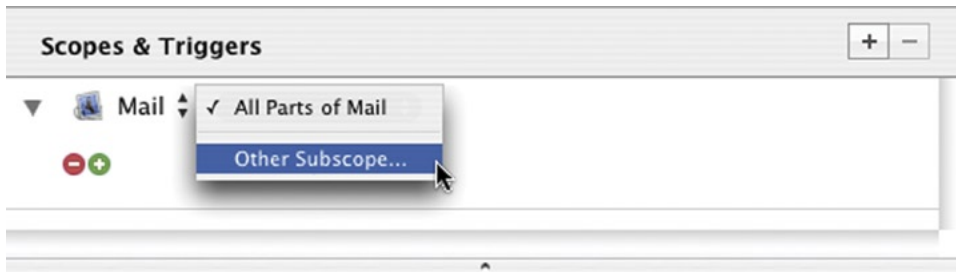 Scopes & Triggers
+ −
Mail ✓ All Parts of Mail
Other Subscope...